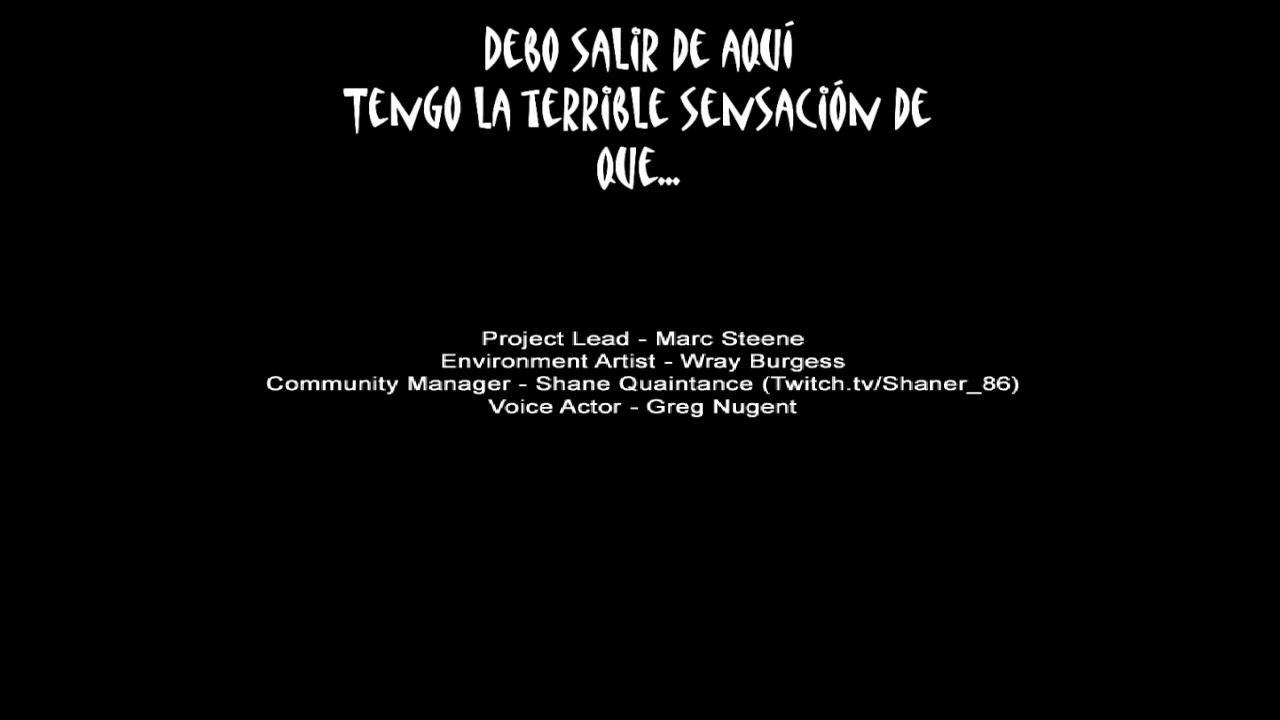 DEBO SALIR DE AQUÍ
TENGO LA TERRIBLE SENSACIÓN DE
QUE...
Project Lead - Marc Steene
Environment Artist - Wray Burgess
Community Manager - Shane Quaintance (Twitch.tv/Shaner_86)
Voice Actor - Greg Nugent